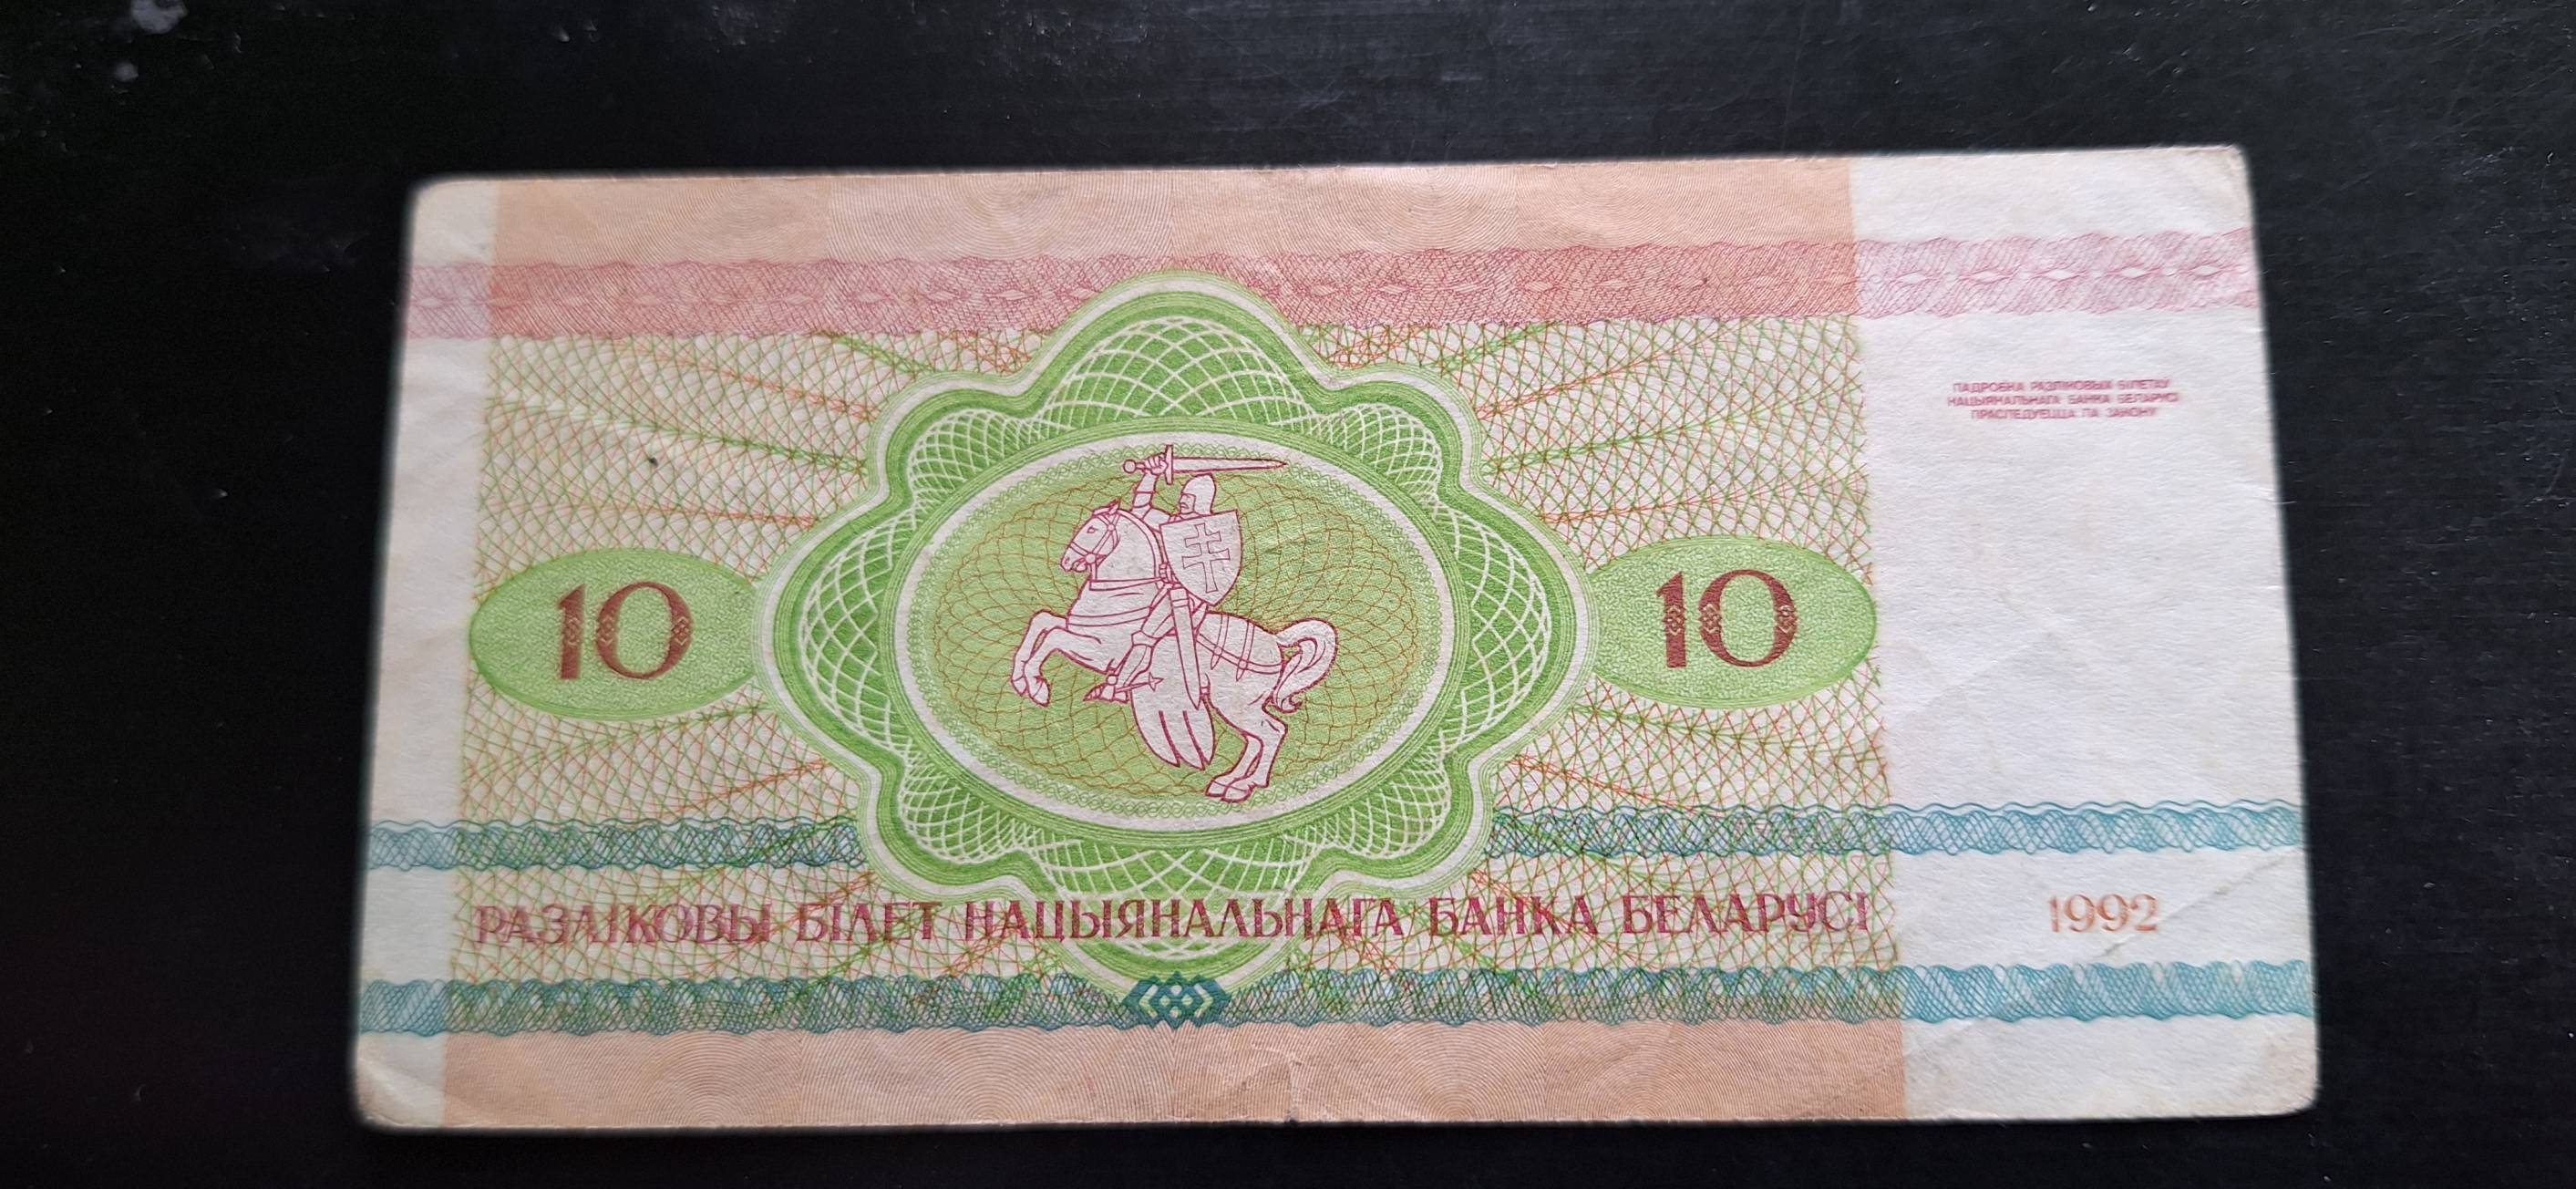 ПАДРОБКА РАЗЛІКОВЫХ БІЛЕТАЎ
НАЦЫЯНАЛЬНАГА БАНКА БЕЛАРУСІ
ПРАСЛЕДУЕЦЦА ПА ЗАКОНУ
10 10
РАЗЛІКОВЫ БІЛЕТ НАЦЫЯНАЛЬНАГА БАНКА БЕЛАРУСІ
1992